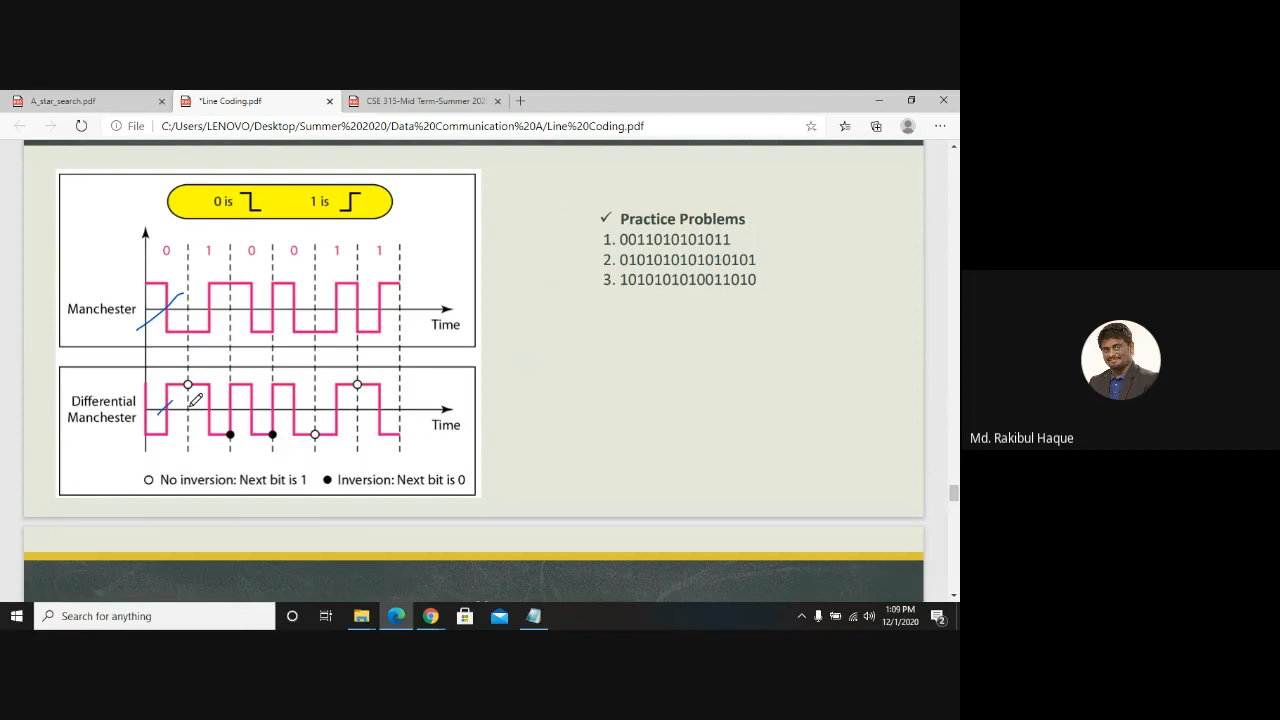 A_star_search.pdf
*Line Coding.pdf
CSE 315-Mid Term-Summer 202
File
C:/Users/LENOVO/Desktop/Summer%202020/Data%20Communication%20A/Line%20Coding.pdf
0 is
1 is
0 1 0 0 1 1
Manchester
Time
Differential
Manchester
Time
No inversion: Next bit is 1
Inversion: Next bit is 0
✓ Practice Problems
1. 0011010101011
2. 0101010101010101
3. 1010101010011010
Md. Rakibul Haque
Search for anything
1:09 PM
12/1/2020
2